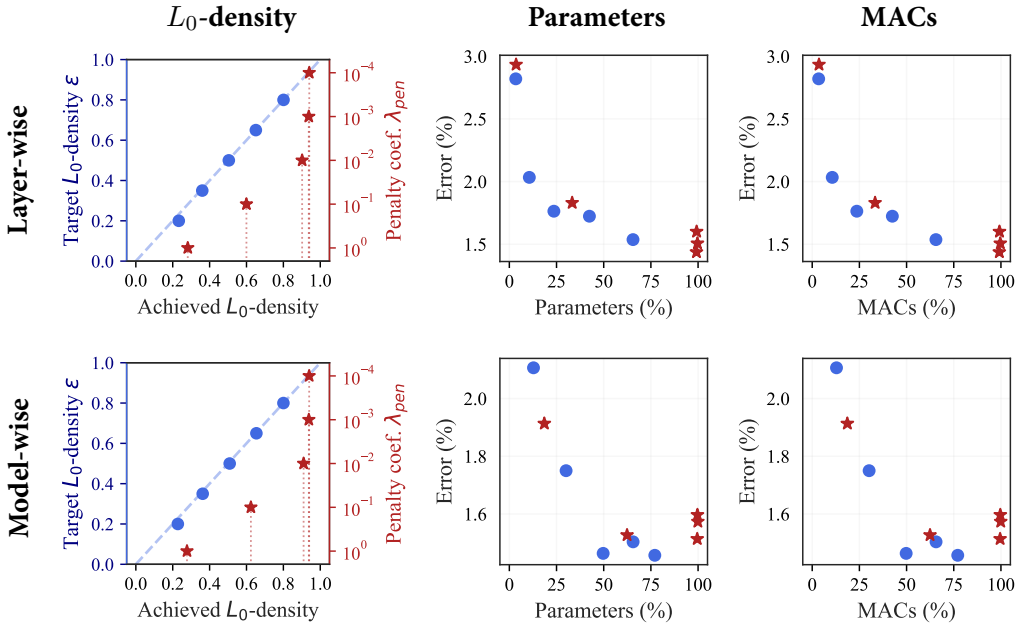 L₀-density
Parameters
MACs
Layer-wise
Target L₀-density ε
1.0
0.8
0.6
0.4
0.2
0.0
0.0 0.2 0.4 0.6 0.8 1.0
Achieved L₀-density
10⁻⁴
10⁻³
10⁻²
10⁻¹
10⁰
Penalty coef. λₚₑₙ
Error (%)
3.0
2.5
2.0
1.5
0 25 50 75 100
Parameters (%)
Error (%)
3.0
2.5
2.0
1.5
0 25 50 75 100
MACs (%)
Model-wise
Target L₀-density ε
1.0
0.8
0.6
0.4
0.2
0.0
0.0 0.2 0.4 0.6 0.8 1.0
Achieved L₀-density
10⁻⁴
10⁻³
10⁻²
10⁻¹
10⁰
Penalty coef. λₚₑₙ
Error (%)
2.0
1.8
1.6
0 25 50 75 100
Parameters (%)
Error (%)
2.0
1.8
1.6
0 25 50 75 100
MACs (%)